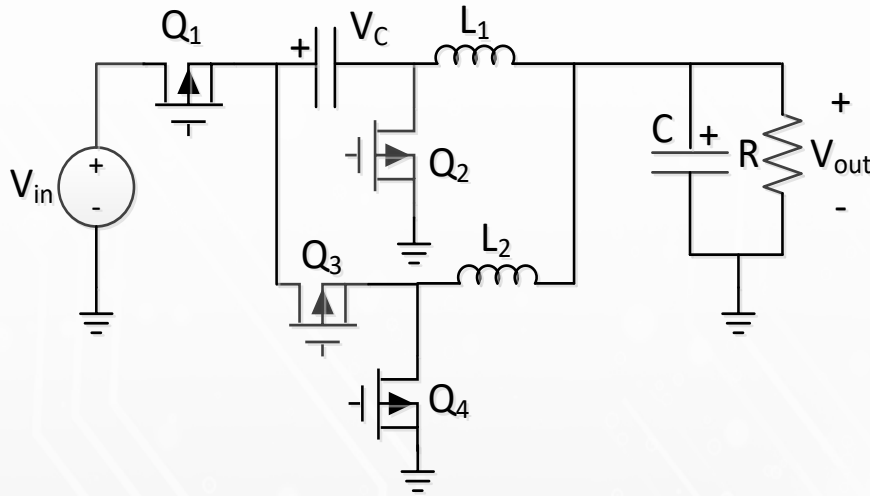 Q1
+
VC
L1
+
-
Vin
Q2
C
+
R
+
Vout
-
Q3
L2
Q4